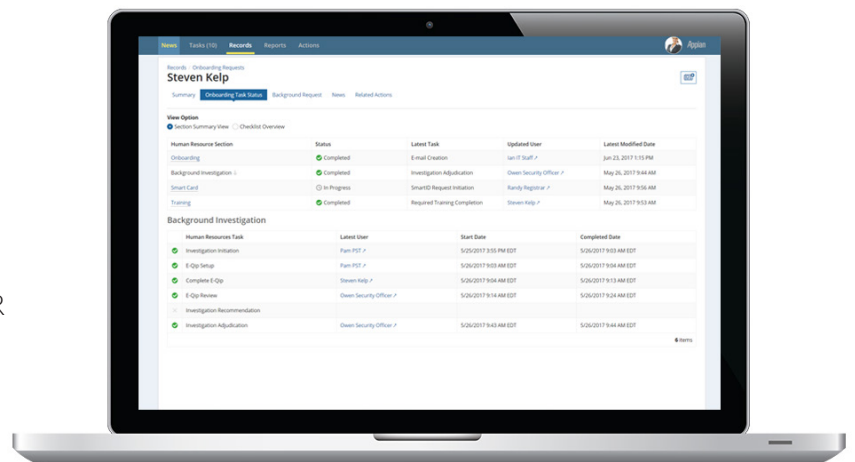 News Tasks (10) Records Reports Actions Appian
Records / Onboarding Requests
Steven Kelp
Summary Onboarding Task Status Background Request News Related Actions
View Option
Section Summary View Checklist Overview
Human Resource Section Status Latest Task Updated User Latest Modified Date
Onboarding Completed E-mail Creation Ian IT Staff Jun 23, 2017 1:15 PM
Background Investigation Completed Investigation Adjudication Owen Security Officer May 26, 2017 9:44 AM
Smart Card In Progress SmartID Request Initiation Randy Registrar May 26, 2017 9:56 AM
Training Completed Required Training Completion Steven Kelp May 26, 2017 9:53 AM
Background Investigation
Human Resources Task Latest User Start Date Completed Date
Investigation Initiation Pam PST 5/25/2017 3:55 PM EDT 5/26/2017 9:03 AM EDT
E-Qip Setup Pam PST 5/26/2017 9:03 AM EDT 5/26/2017 9:04 AM EDT
Complete E-Qip Steven Kelp 5/26/2017 9:04 AM EDT 5/26/2017 9:13 AM EDT
E-Qip Review Owen Security Officer 5/26/2017 9:14 AM EDT 5/26/2017 9:24 AM EDT
Investigation Recommendation
Investigation Adjudication Owen Security Officer 5/26/2017 9:43 AM EDT 5/26/2017 9:44 AM EDT
6 items
R